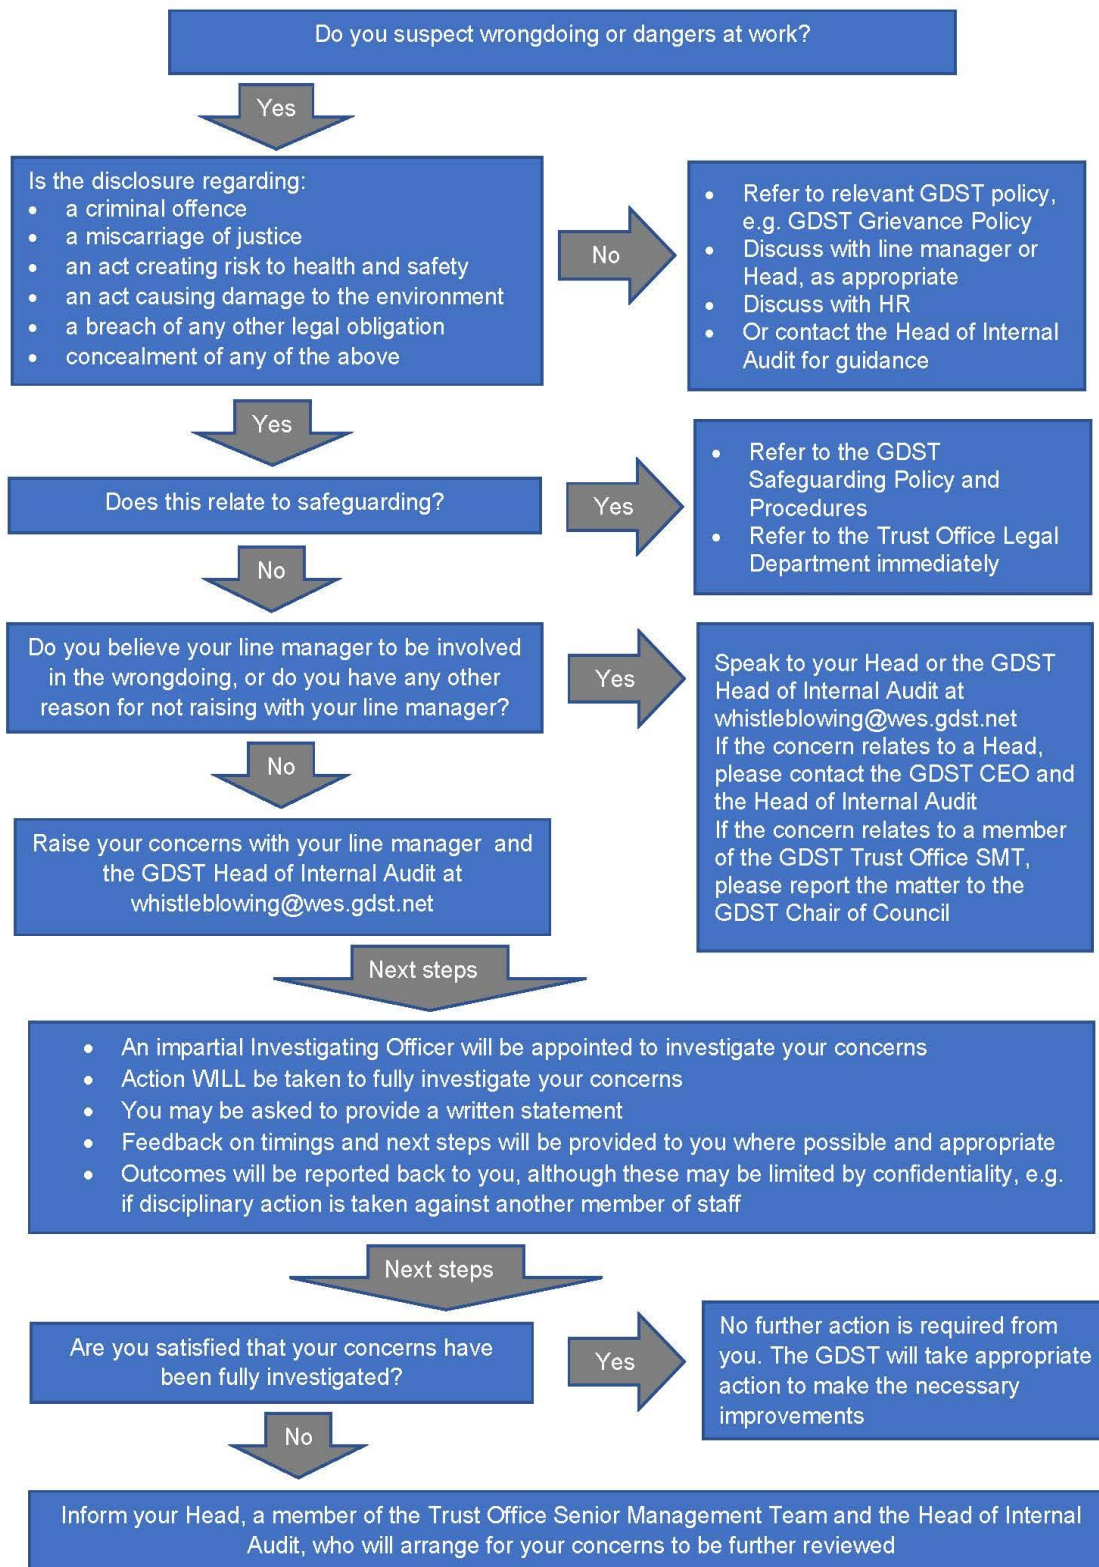 Do you suspect wrongdoing or dangers at work?
Yes
Is the disclosure regarding:
• a criminal offence
• a miscarriage of justice
• an act creating risk to health and safety
• an act causing damage to the environment
• a breach of any other legal obligation
• concealment of any of the above
No
• Refer to relevant GDST policy,
e.g. GDST Grievance Policy
• Discuss with line manager or
Head, as appropriate
• Discuss with HR
• Or contact the Head of Internal
Audit for guidance
Yes
Does this relate to safeguarding?
Yes
• Refer to the GDST
Safeguarding Policy and
Procedures
• Refer to the Trust Office Legal
Department immediately
No
Do you believe your line manager to be involved
in the wrongdoing, or do you have any other
reason for not raising with your line manager?
Yes
Speak to your Head or the GDST
Head of Internal Audit at
whistleblowing@wes.gdst.net
If the concern relates to a Head,
please contact the GDST CEO and
the Head of Internal Audit
If the concern relates to a member
of the GDST Trust Office SMT,
please report the matter to the
GDST Chair of Council
No
Raise your concerns with your line manager and
the GDST Head of Internal Audit at
whistleblowing@wes.gdst.net
Next steps
• An impartial Investigating Officer will be appointed to investigate your concerns
• Action WILL be taken to fully investigate your concerns
• You may be asked to provide a written statement
• Feedback on timings and next steps will be provided to you where possible and appropriate
• Outcomes will be reported back to you, although these may be limited by confidentiality, e.g.
if disciplinary action is taken against another member of staff
Next steps
Are you satisfied that your concerns have
been fully investigated?
Yes
No further action is required from
you. The GDST will take appropriate
action to make the necessary
improvements
No
Inform your Head, a member of the Trust Office Senior Management Team and the Head of Internal
Audit, who will arrange for your concerns to be further reviewed